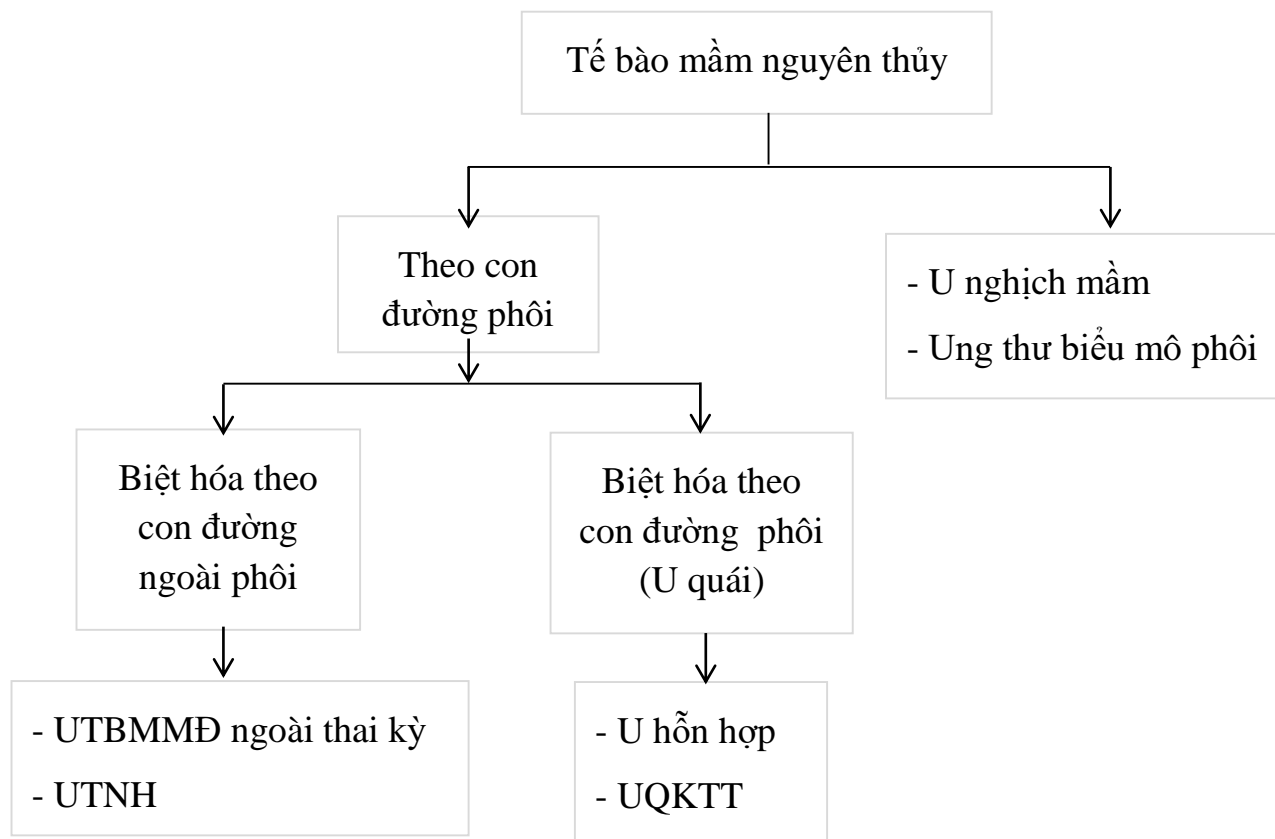 Tế bào mầm nguyên thủy
Theo con
đường phôi
- U nghịch mầm
- Ung thư biểu mô phôi
Biệt hóa theo
con đường
ngoài phôi
Biệt hóa theo
con đường phôi
(U quái)
- UTBMMĐ ngoài thai kỳ
- UTNH
- U hỗn hợp
- UQKTT